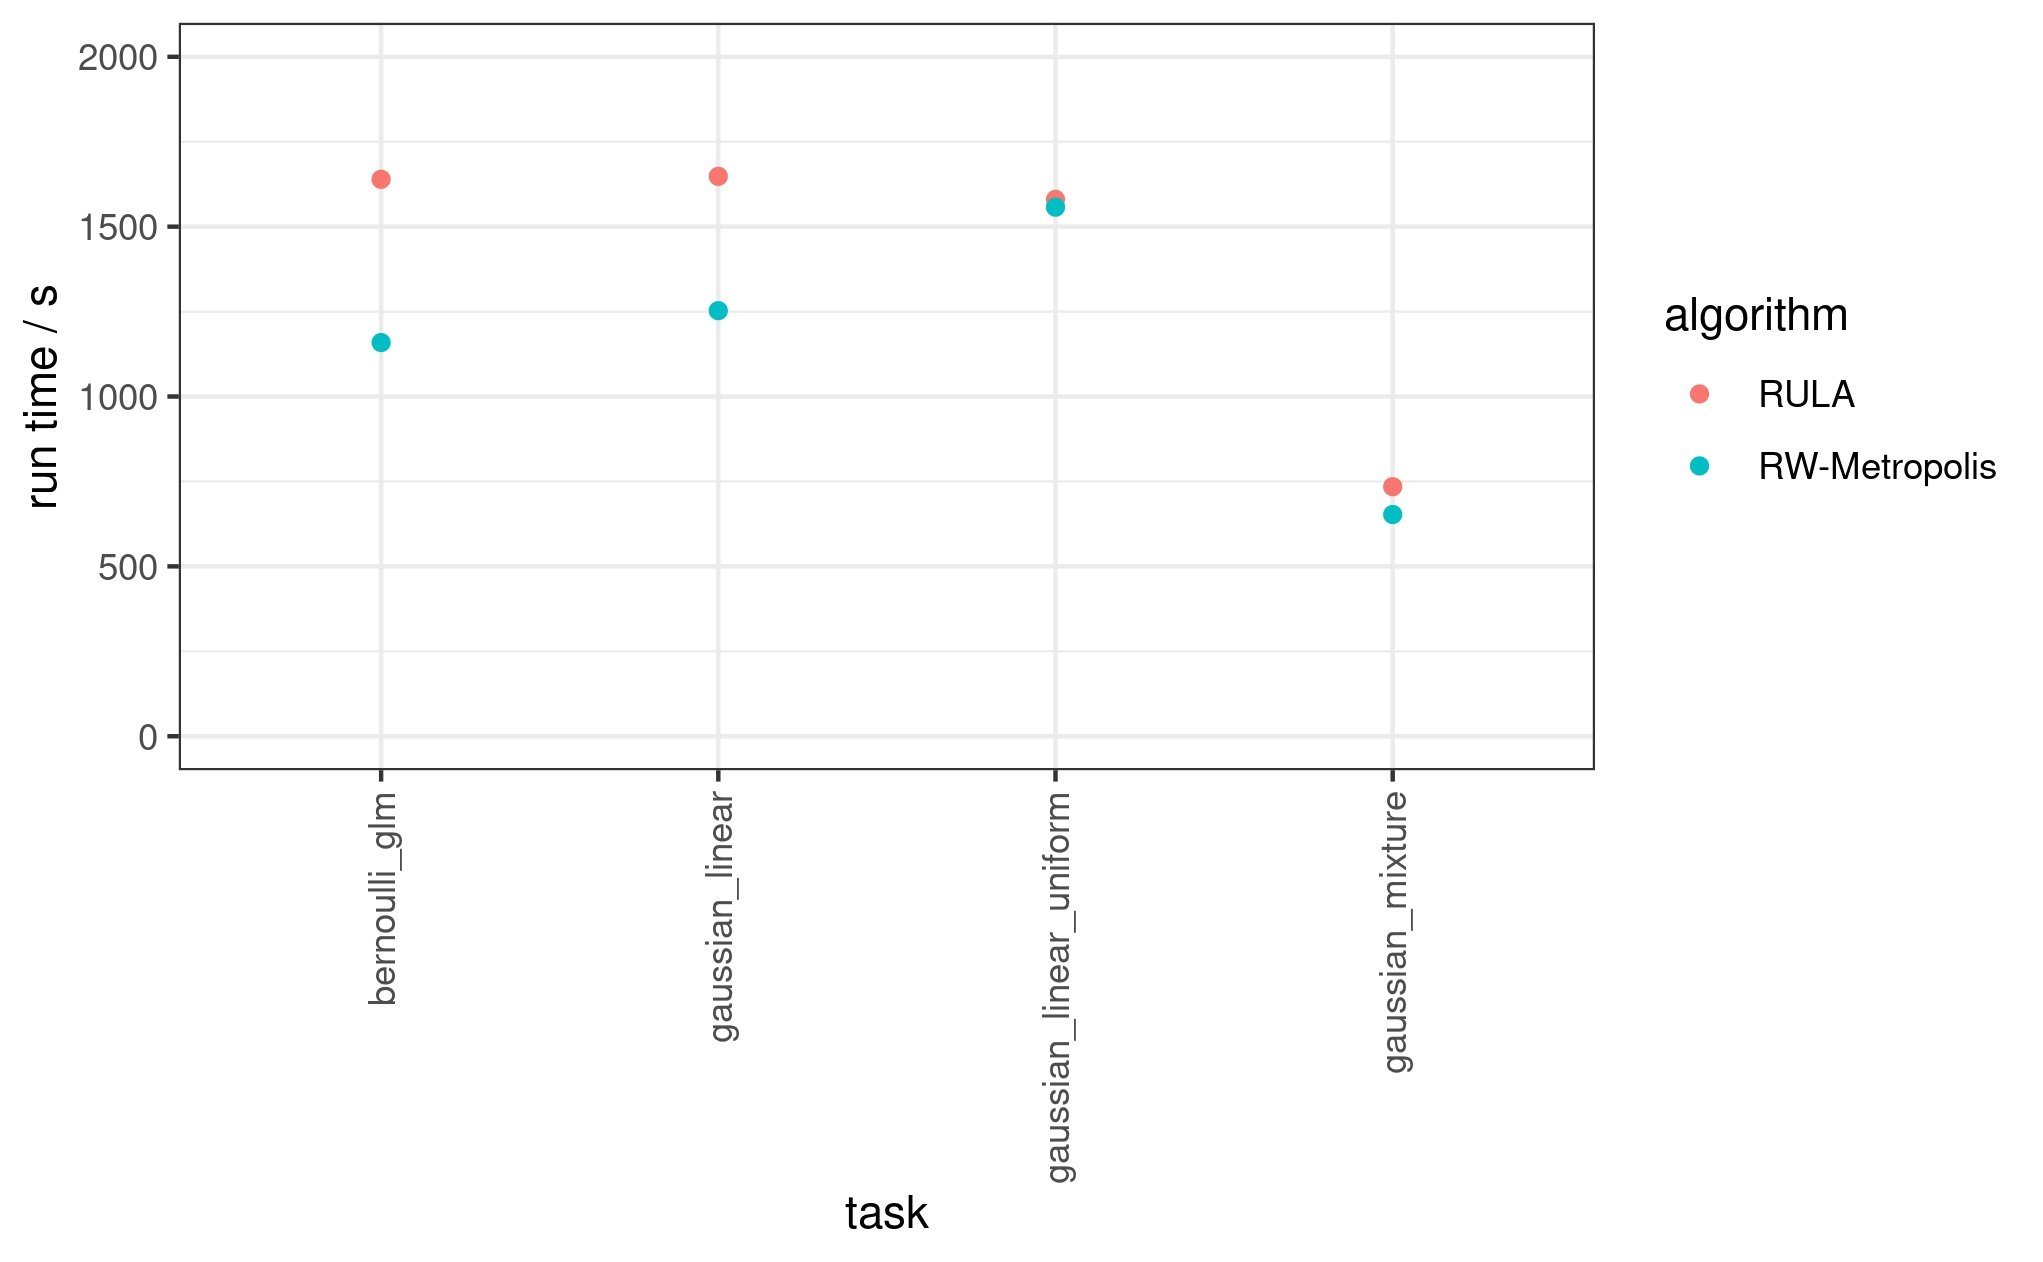 2000
1500
1000
500
0
run time / s
bernoulli_glm
gaussian_linear
gaussian_linear_uniform
gaussian_mixture
task
algorithm
RULA
RW-Metropolis